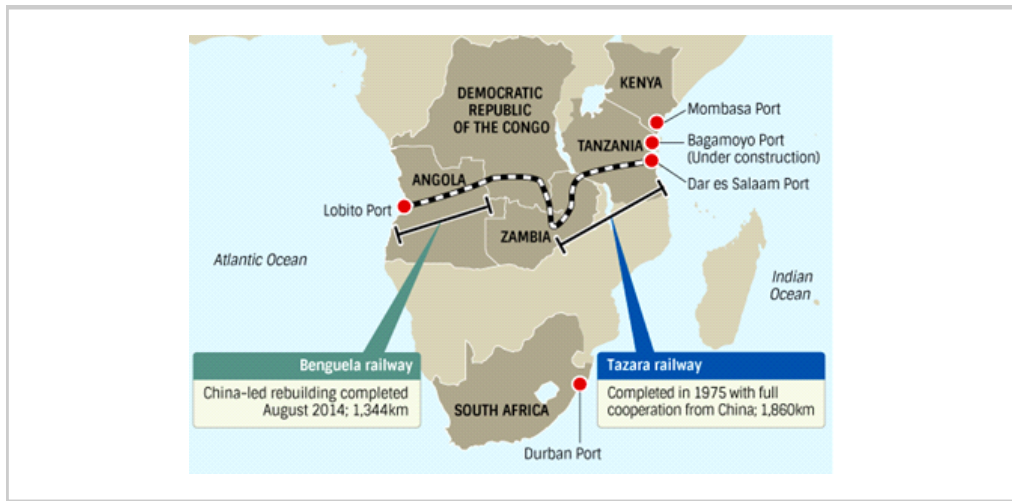 KENYA
DEMOCRATIC
REPUBLIC
OF THE CONGO
Mombasa Port
TANZANIA
Bagamoyo Port
(Under construction)
ANGOLA
Dar es Salaam Port
Lobito Port
ZAMBIA
Atlantic Ocean
Indian
Ocean
Benguela railway
China-led rebuilding completed
August 2014; 1,344km
Tazara railway
Completed in 1975 with full
cooperation from China; 1,860km
SOUTH AFRICA
Durban Port